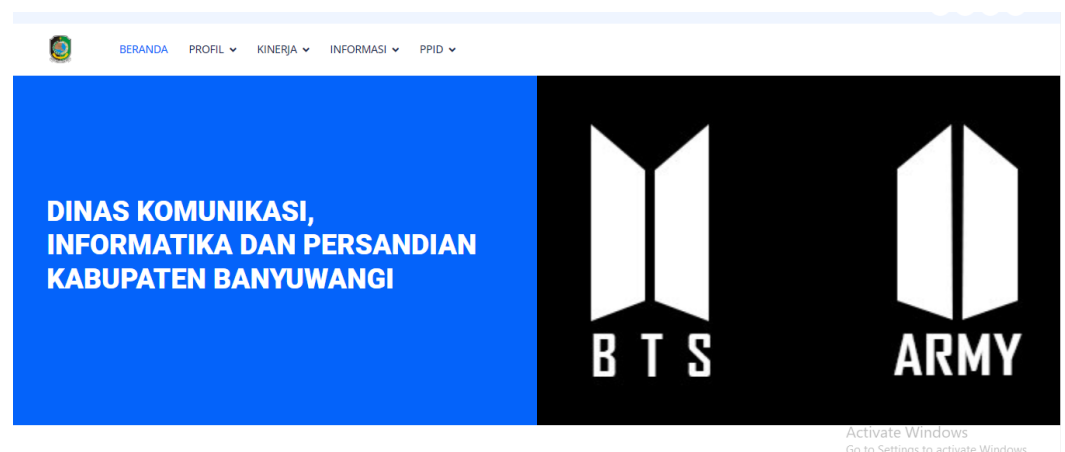 BERANDA PROFIL KINERJA INFORMASI PPID
DINAS KOMUNIKASI,
INFORMATIKA DAN PERSANDIAN
KABUPATEN BANYUWANGI
BTS ARMY
Activate Windows
Go to Settings to activate Windows